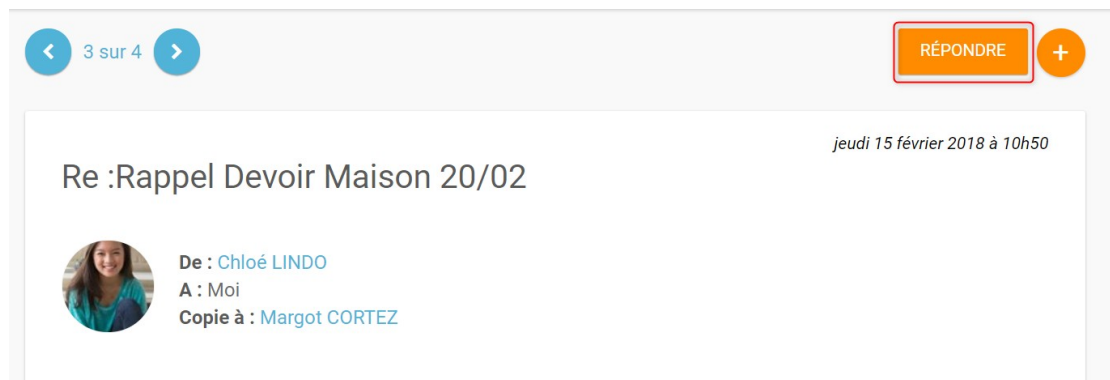 3 sur 4
RÉPONDRE
+
jeudi 15 février 2018 à 10h50
Re :Rappel Devoir Maison 20/02
De : Chloé LINDO
A : Moi
Copie à : Margot CORTEZ